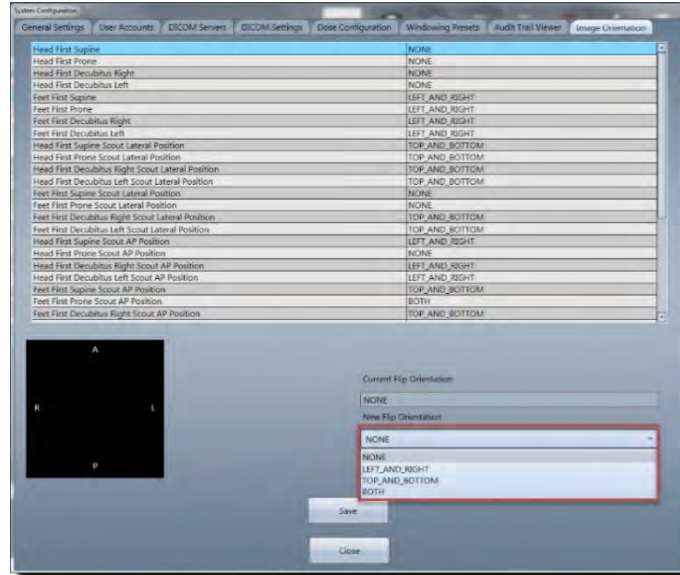 System Configuration
General Settings User Accounts DICOM Servers DICOM Settings Dose Configuration Windowing Presets Audit Trail Viewer Image Orientation
Head First Supine NONE
Head First Prone NONE
Head First Decubitus Right NONE
Head First Decubitus Left NONE
Feet First Supine LEFT_AND_RIGHT
Feet First Prone LEFT_AND_RIGHT
Feet First Decubitus Right LEFT_AND_RIGHT
Feet First Decubitus Left LEFT_AND_RIGHT
Head First Supine Scout Lateral Position TOP_AND_BOTTOM
Head First Prone Scout Lateral Position TOP_AND_BOTTOM
Head First Decubitus Right Scout Lateral Position TOP_AND_BOTTOM
Head First Decubitus Left Scout Lateral Position TOP_AND_BOTTOM
Feet First Supine Scout Lateral Position NONE
Feet First Prone Scout Lateral Position NONE
Feet First Decubitus Right Scout Lateral Position TOP_AND_BOTTOM
Feet First Decubitus Left Scout Lateral Position TOP_AND_BOTTOM
Head First Supine Scout AP Position LEFT_AND_RIGHT
Head First Prone Scout AP Position NONE
Head First Decubitus Right Scout AP Position LEFT_AND_RIGHT
Head First Decubitus Left Scout AP Position LEFT_AND_RIGHT
Feet First Supine Scout AP Position TOP_AND_BOTTOM
Feet First Prone Scout AP Position BOTH
Feet First Decubitus Right Scout AP Position TOP_AND_BOTTOM
A
R L
P
Current Flip Orientation
NONE
New Flip Orientation
NONE
NONE
LEFT_AND_RIGHT
TOP_AND_BOTTOM
BOTH
Save
Close